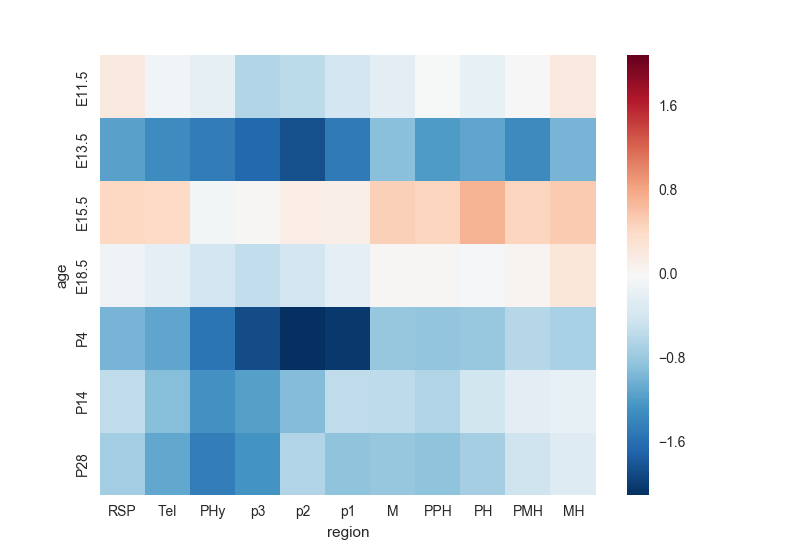 E11.5
E13.5
E15.5
E18.5
P4
P14
P28
age
RSP Tel PHy p3 p2 p1 M PPH PH PMH MH
region
1.6
0.8
0.0
−0.8
−1.6